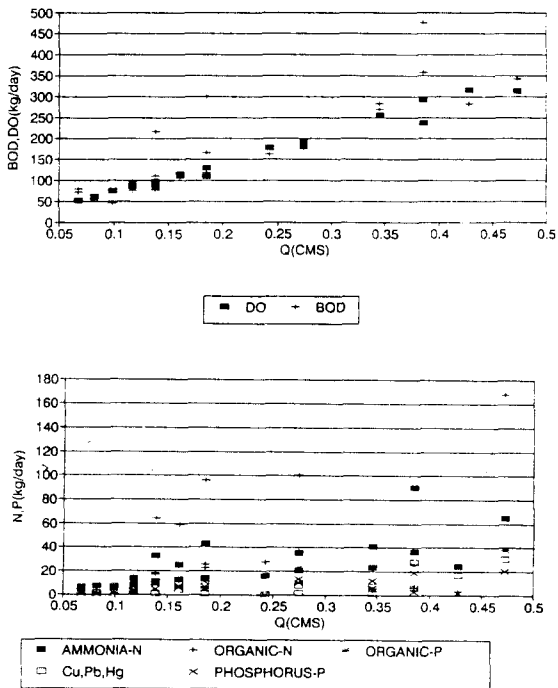 BOD,DO(kg/day)
500
450
400
350
300
250
200
150
100
50
0
0.05 0.1 0.15 0.2 0.25 0.3 0.35 0.4 0.45 0.5
Q(CMS)
DO BOD
N,P(kg/day)
180
160
140
120
100
80
60
40
20
0
0.05 0.1 0.15 0.2 0.25 0.3 0.35 0.4 0.45 0.5
Q(CMS)
AMMONIA-N ORGANIC-N ORGANIC-P
Cu,Pb,Hg PHOSPHORUS-P